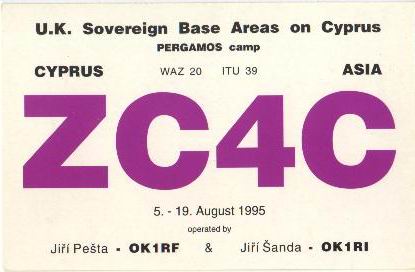 U.K. Sovereign Base Areas on Cyprus
PERGAMOS camp
CYPRUS WAZ 20 ITU 39 ASIA
ZC4C
5. - 19. August 1995
operated by
Jiří Pešta - OK1RF & Jiří Šanda - OK1RI